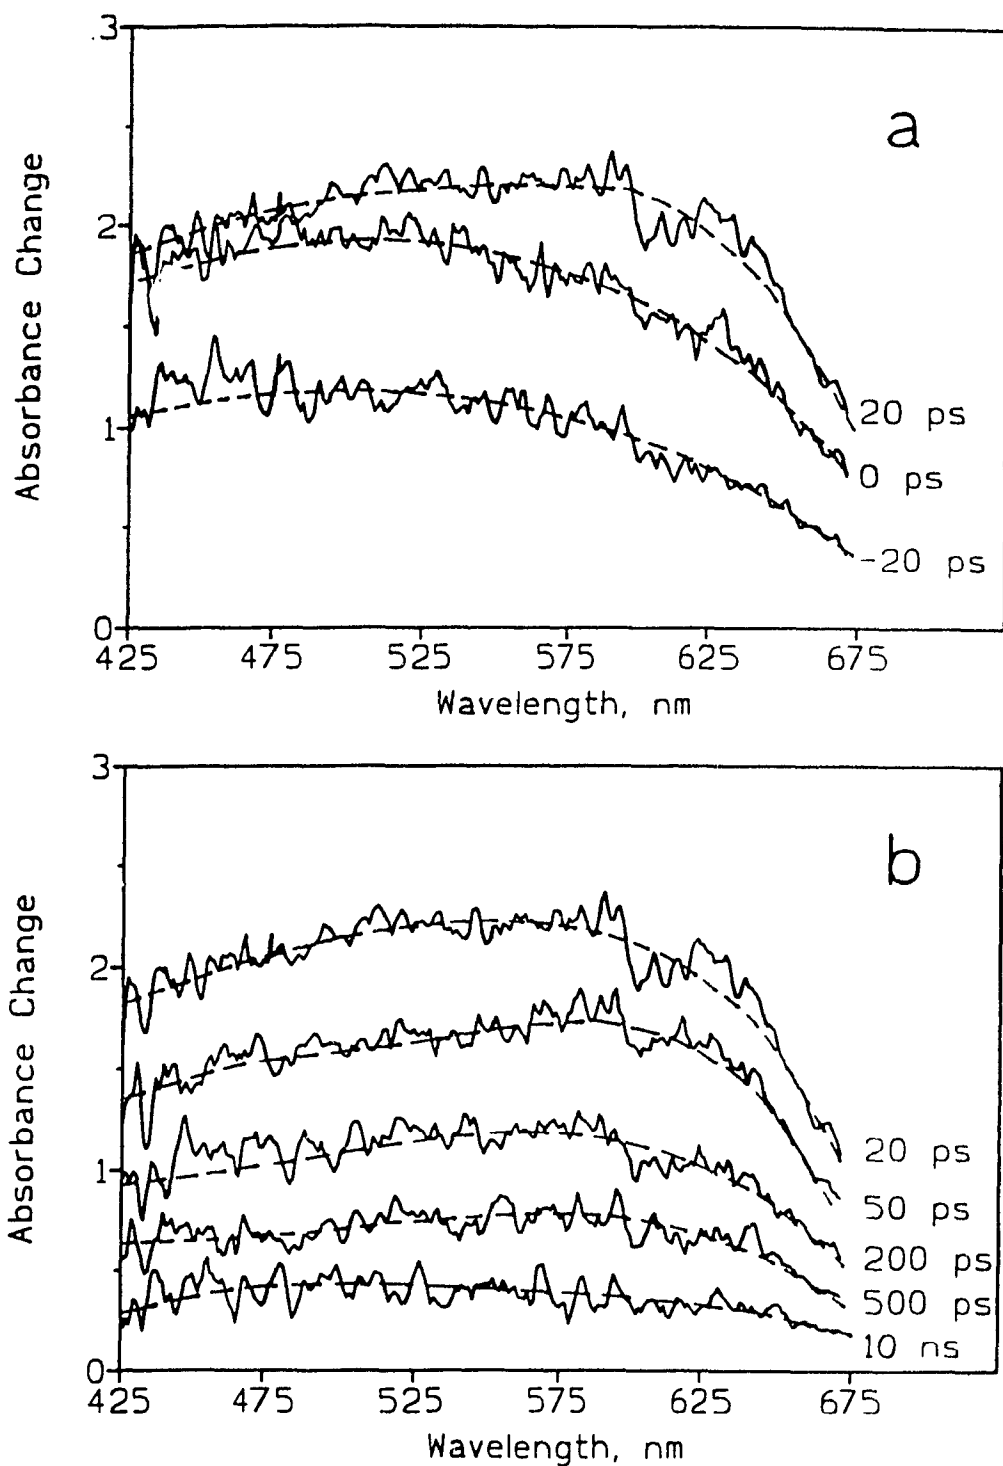 .3
2
1
0
Absorbance Change
a
20 ps
0 ps
-20 ps
425 475 525 575 625 675
Wavelength, nm
3
2
1
0
Absorbance Change
b
20 ps
50 ps
200 ps
500 ps
10 ns
425 475 525 575 625 675
Wavelength, nm